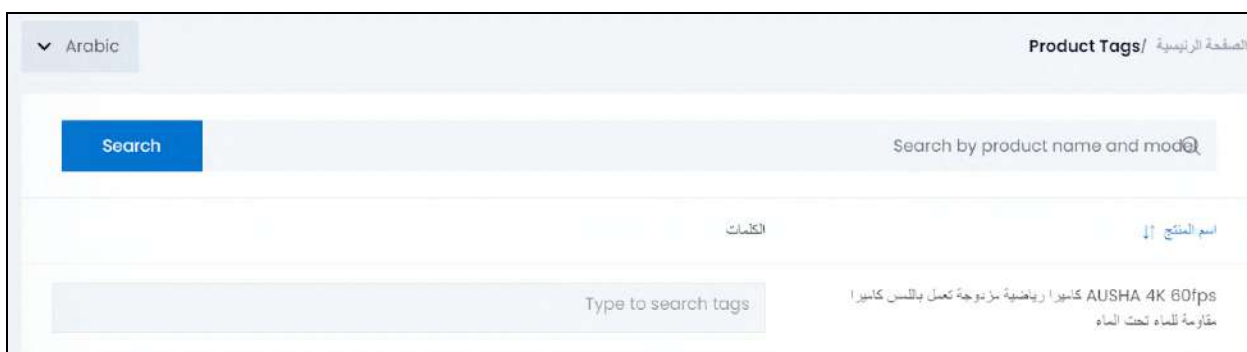 الصفحة الرئيسية /Product Tags
Arabic
Search by product name and model
Search
اسم المنتج
الكلمات
AUSHA 4K 60fps كاميرا رياضية مزدوجة تعمل باللمس كاميرا
مقاومة للماء تحت الماء
Type to search tags